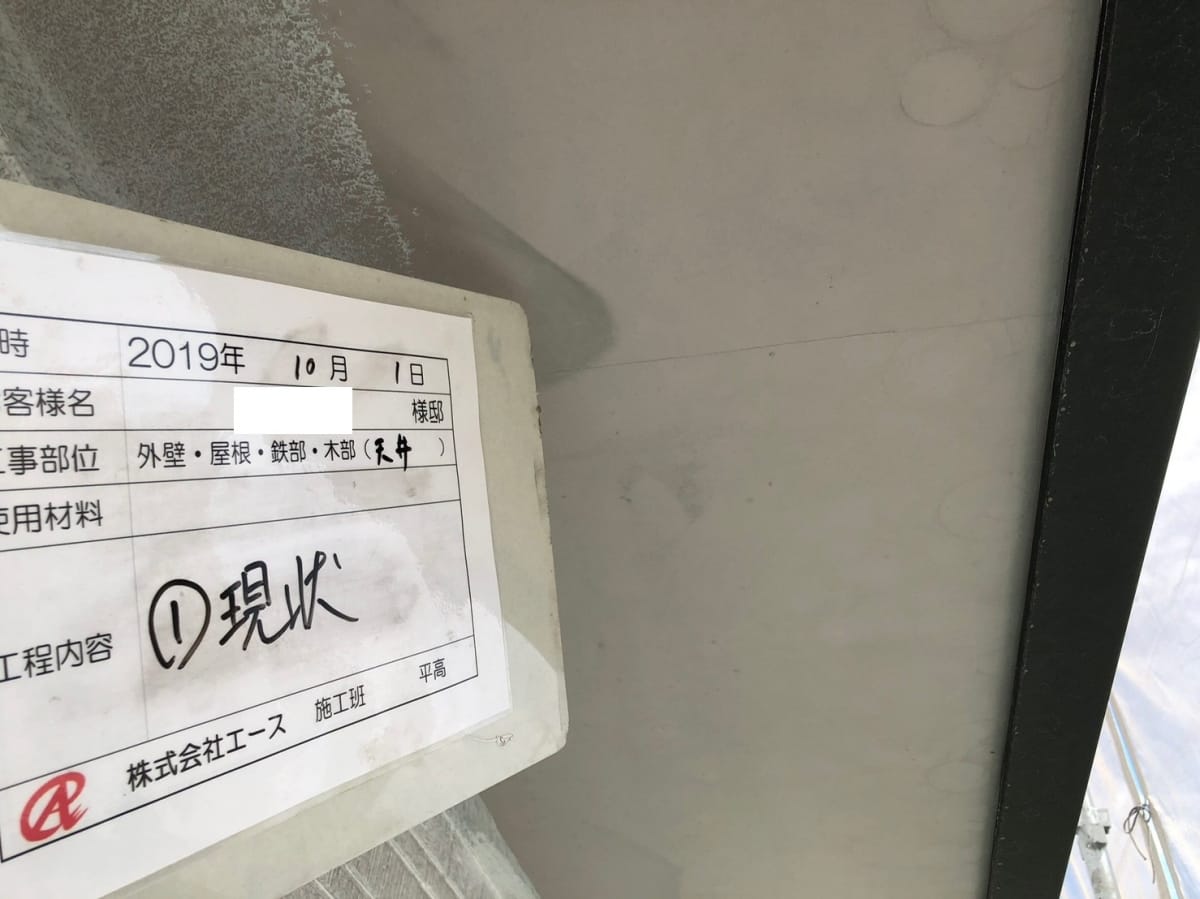 時 2019年 10月 1日
客様名 様邸
事部位 外壁・屋根・鉄部・木部(天井 )
使用材料
工程内容 ①現状
株式会社エース 施工班 平高